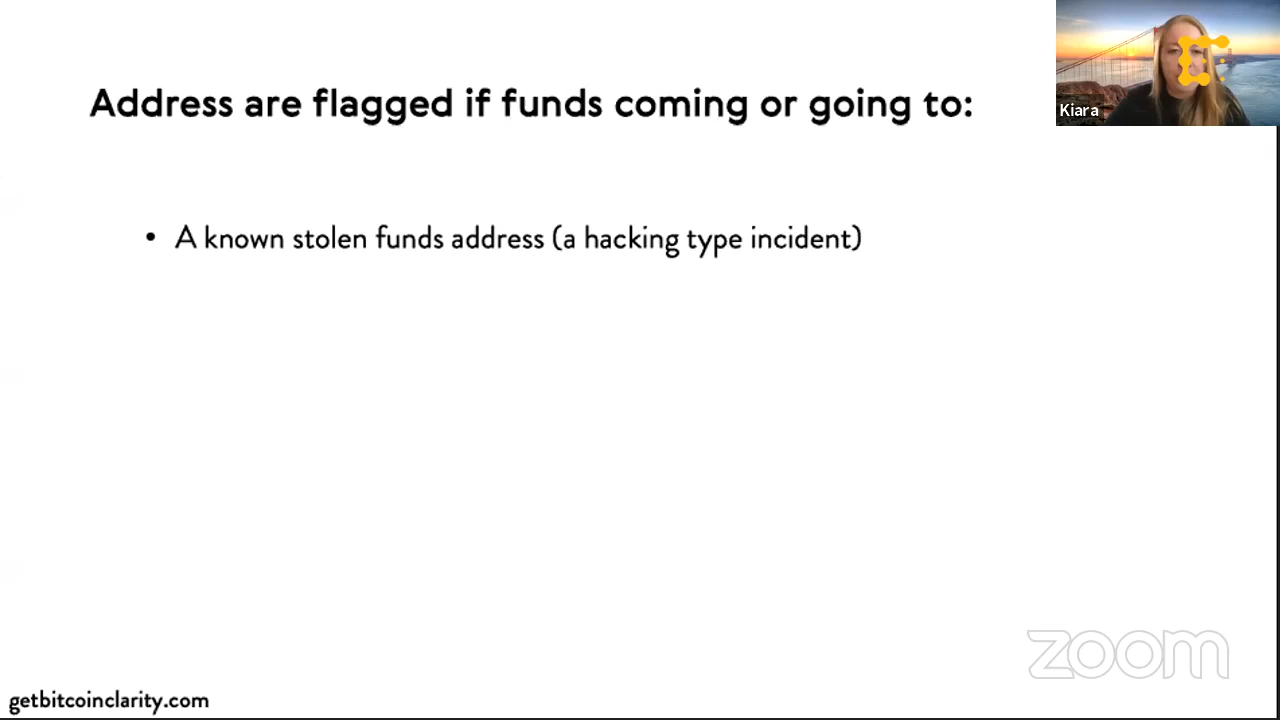 Address are flagged if funds coming or going to:
Kiara
• A known stolen funds address (a hacking type incident)
zoom
getbitcoinclarity.com